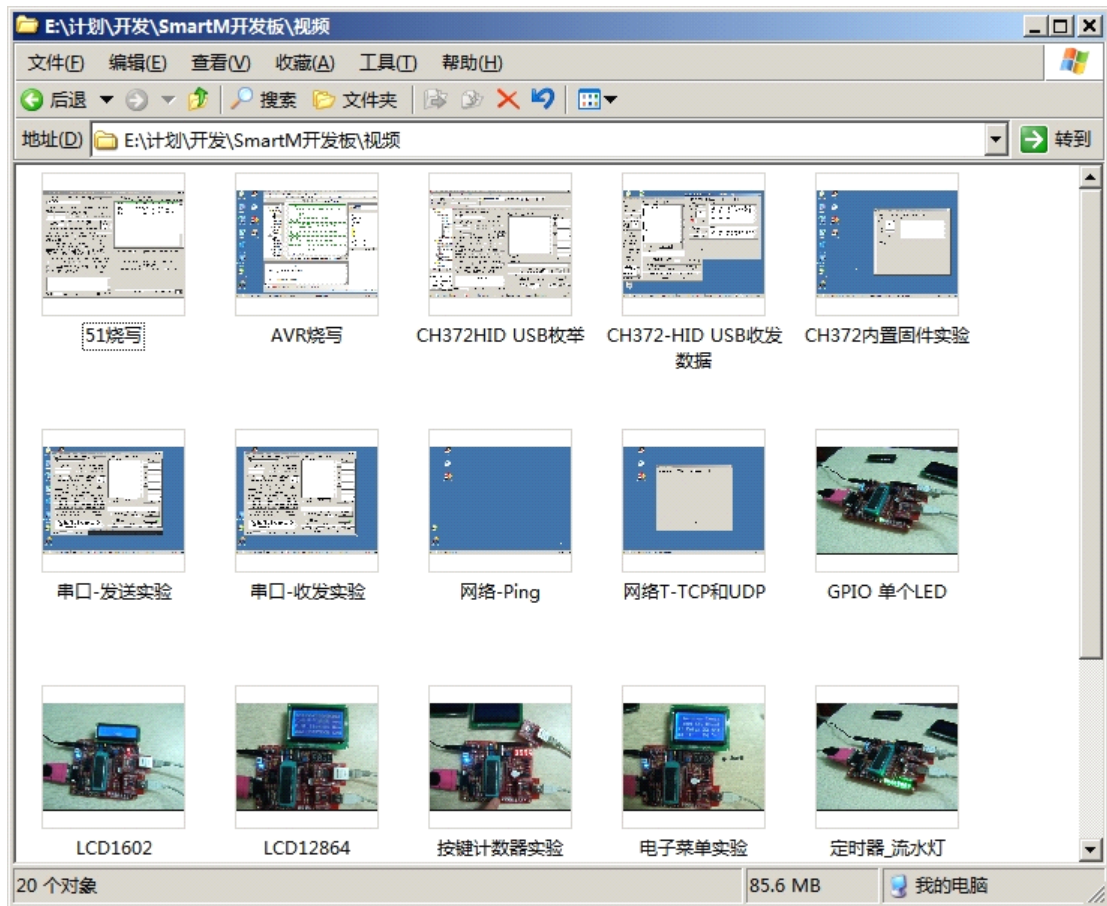 E:\计划\开发\SmartM开发板\视频
文件(F) 编辑(E) 查看(V) 收藏(A) 工具(T) 帮助(H)
后退 搜索 文件夹
地址(D) E:\计划\开发\SmartM开发板\视频 转到
51烧写 AVR烧写 CH372HID USB枚举 CH372-HID USB收发 CH372内置固件实验
数据
串口-发送实验 串口-收发实验 网络-Ping 网络T-TCP和UDP GPIO 单个LED
LCD1602 LCD12864 按键计数器实验 电子菜单实验 定时器_流水灯
20 个对象 85.6 MB 我的电脑